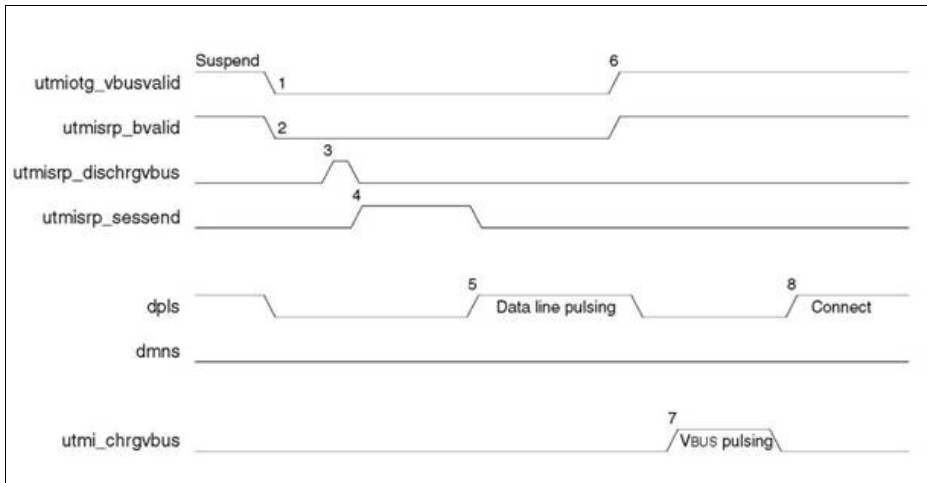 Suspend
6
utmiotg_vbusvalid
1
utmisrp_bvalid
2
3
utmisrp_dischrgvbus
4
utmisrp_sessend
5
8
dpls
Data line pulsing
Connect
dmns
7
utmi_chrgvbus
VBUS pulsing